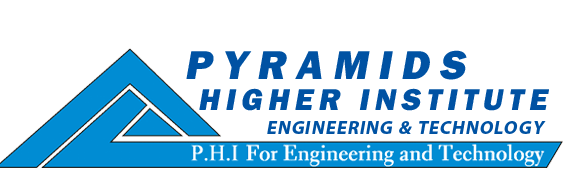 PYRAMIDS
HIGHER INSTITUTE
ENGINEERING & TECHNOLOGY
P.H.I For Engineering and Technology